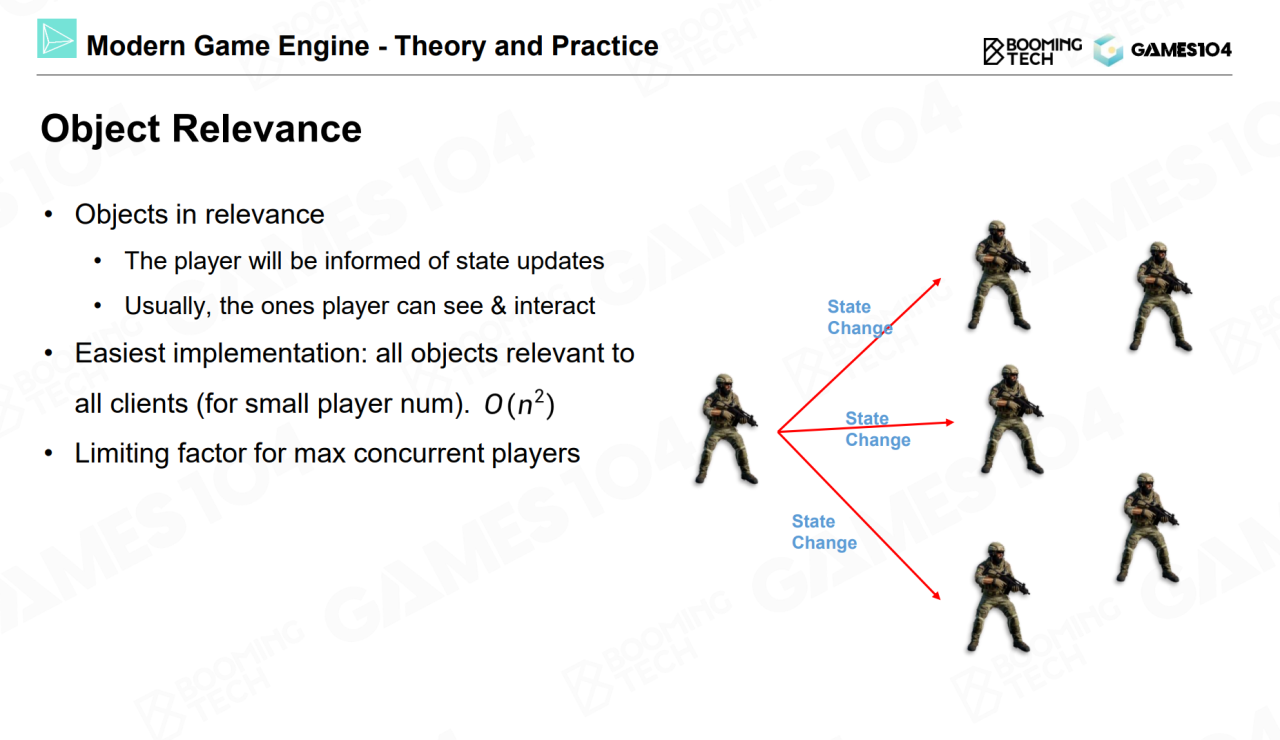 Modern Game Engine - Theory and Practice
BOOMING
TECH
GAMES104
Object Relevance
• Objects in relevance
• The player will be informed of state updates
• Usually, the ones player can see & interact
• Easiest implementation: all objects relevant to
all clients (for small player num). O(n²)
• Limiting factor for max concurrent players
State
Change
State
Change
State
Change